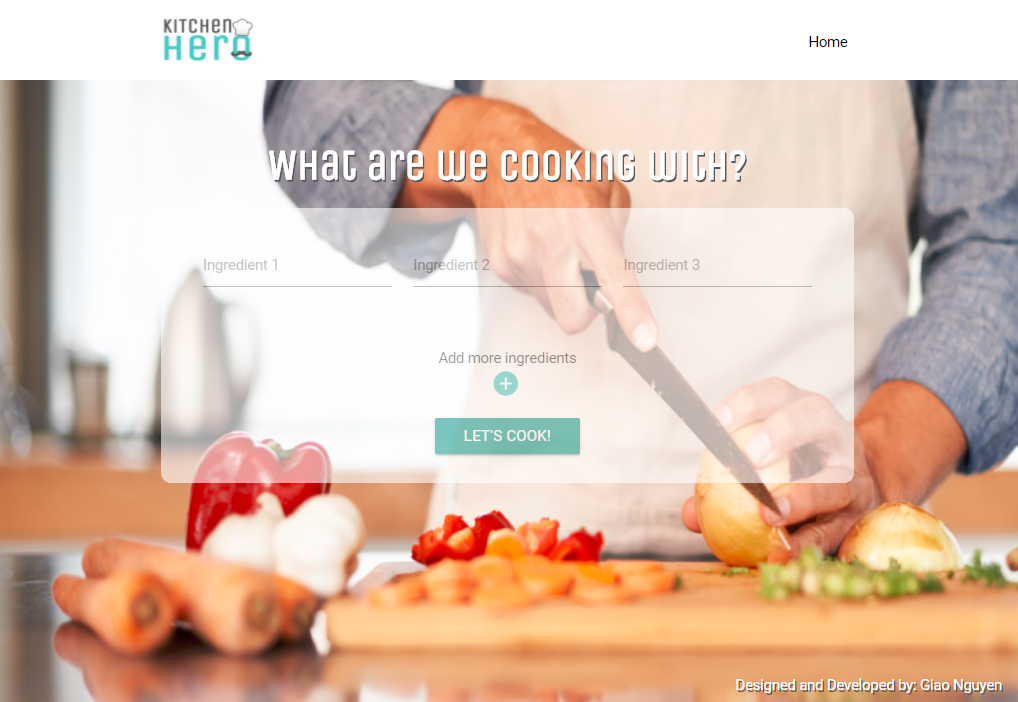 KITCHEN
Hero
Home
What are we cooking with?
Ingredient 1 Ingredient 2 Ingredient 3
Add more ingredients
LET'S COOK!
Designed and Developed by: Giao Nguyen